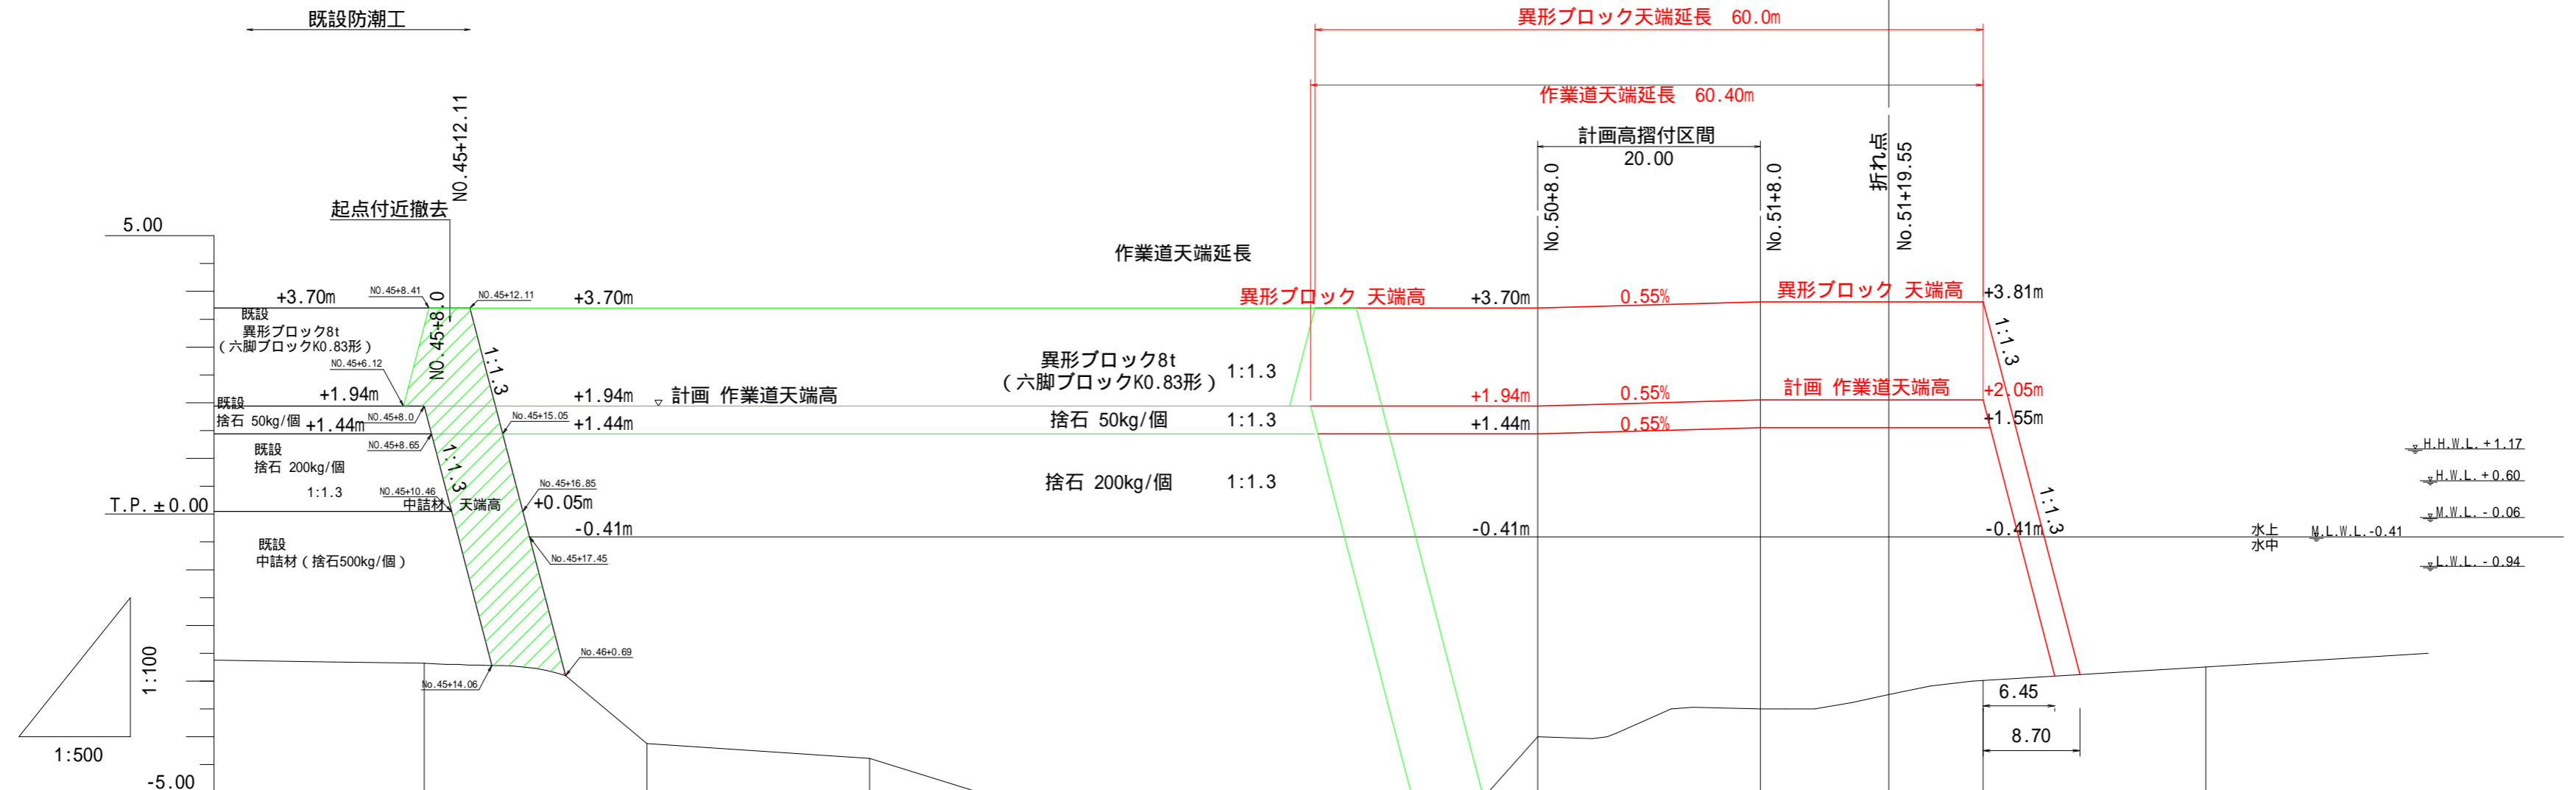 既設防潮工
異形ブロック天端延長　60.0m
作業道天端延長　60.40m
NO.45+12.11
計画高摺付区間
20.00
折れ点
No.50+8.0
No.51+8.0
No.51+19.55
起点付近撤去
5.00
作業道天端延長
+3.70m
NO.45+8.41
NO.45+8.0
NO.45+12.11
+3.70m
異形ブロック 天端高
+3.70m
0.55%
異形ブロック 天端高
+3.81m
既設
異形ブロック8t
（六脚ブロックK0.83形）
NO.45+6.12
1:1.3
異形ブロック8t
（六脚ブロックK0.83形）
1:1.3
1:1.3
+1.94m
+1.94m
計画 作業道天端高
+1.94m
0.55%
計画 作業道天端高
+2.05m
既設
捨石 50kg/個
+1.44m
NO.45+8.0
No.45+15.05
+1.44m
捨石 50kg/個
1:1.3
+1.44m
0.55%
+1.55m
NO.45+8.65
既設
捨石 200kg/個
1:1.3
1:1.3
捨石 200kg/個
1:1.3
H.H.W.L. +1.17
H.W.L. +0.60
NO.45+10.46
No.45+16.85
T.P.±0.00
中詰材　天端高
+0.05m
1:1.3
M.W.L. -0.06
-0.41m
-0.41m
-0.41m
水上
水中
M.L.W.L.-0.41
既設
中詰材（捨石500kg/個）
No.45+17.45
L.W.L. -0.94
No.46+0.69
No.45+14.06
1:100
1:500
6.45
8.70
-5.00